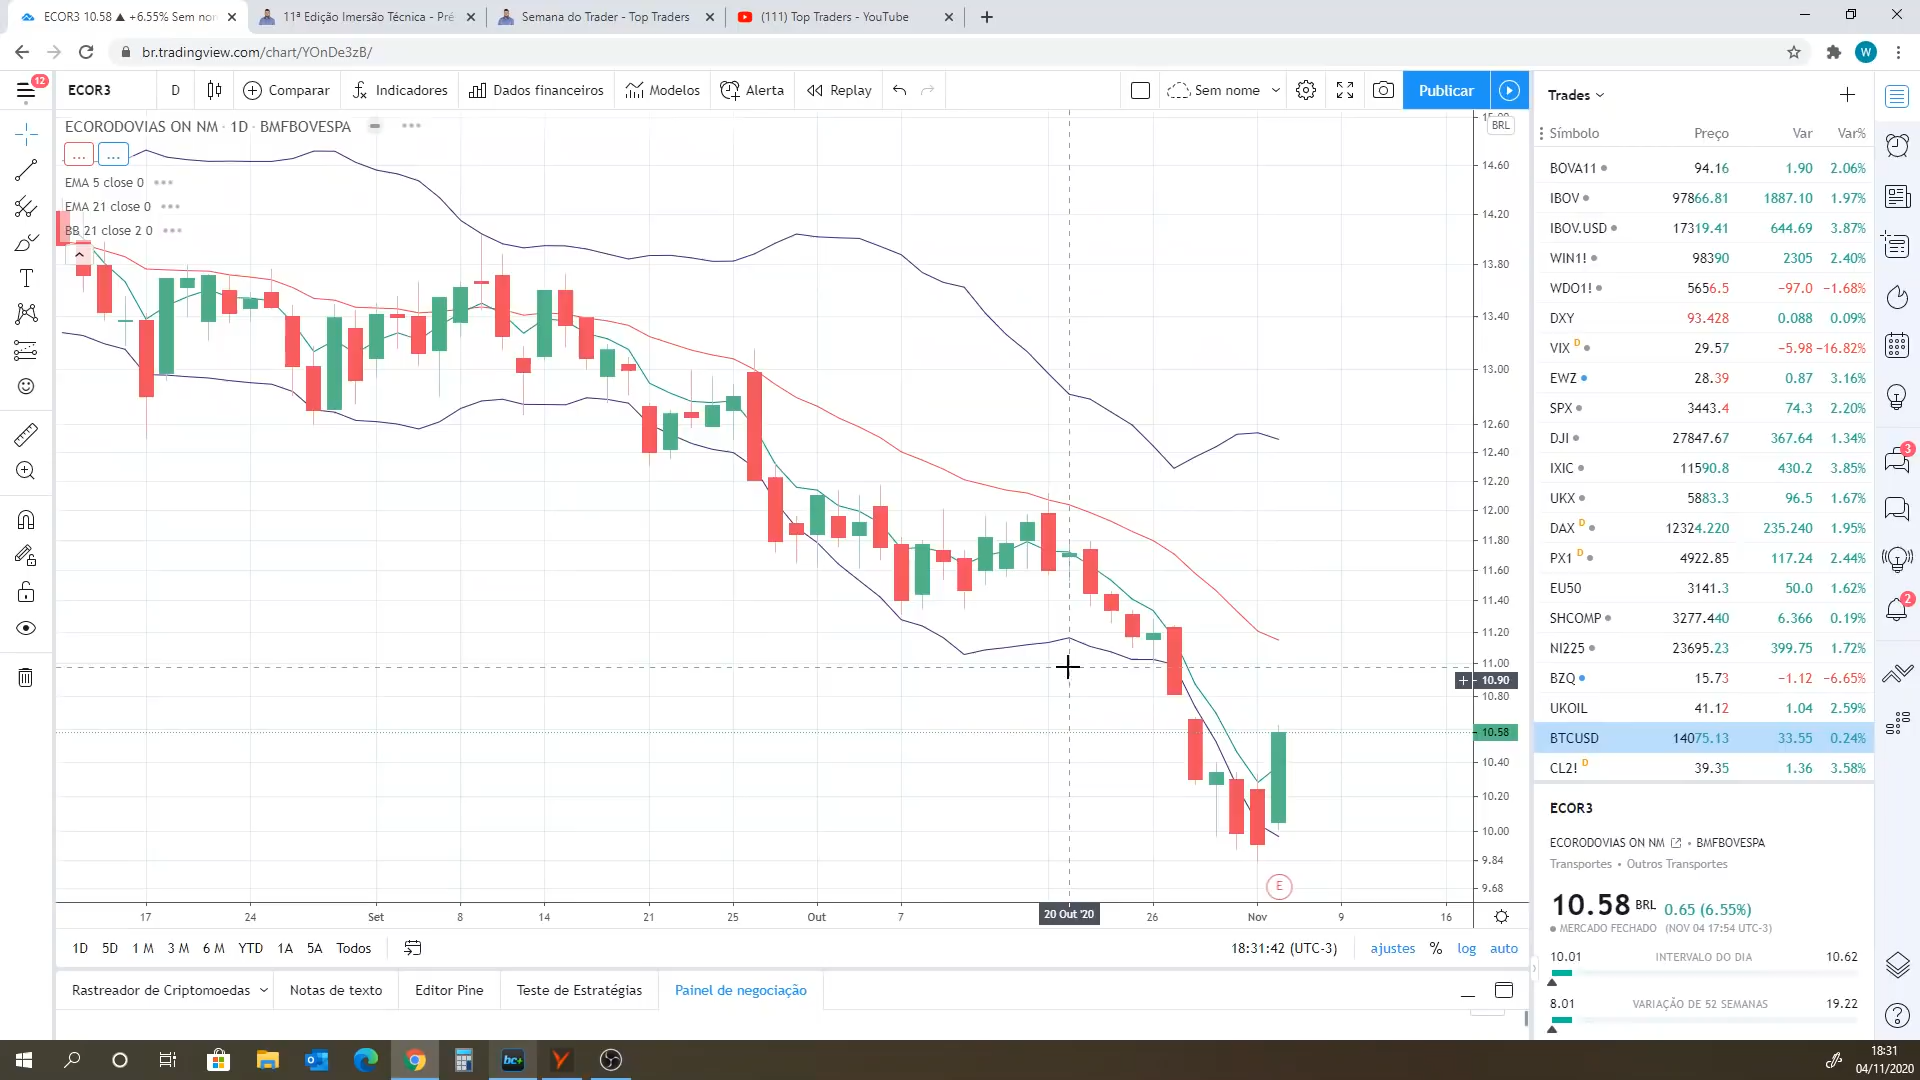 ECOR3 10.58 ▲ +6.55% Sem nor
11ª Edição Imersão Técnica - Pré
Semana do Trader - Top Traders
(111) Top Traders - YouTube
br.tradingview.com/chart/YOnDe3zB/
W
12
ECOR3
D
Comparar
Indicadores
Dados financeiros
Modelos
Alerta
Replay
Sem nome
Publicar
ECORODOVIAS ON NM · 1D · BMFBOVESPA
EMA 5 close 0
EMA 21 close 0
BB 21 close 2 0
BRL
14.60
14.20
13.80
13.40
13.00
12.60
12.40
12.20
12.00
11.80
11.60
11.40
11.20
11.00
10.90
10.80
10.58
10.40
10.20
10.00
9.84
9.68
E
17 24 Set 8 14 21 25 Out 7 20 Out '20 26 Nov 9 16
1D 5D 1 M 3 M 6 M YTD 1A 5A Todos
18:31:42 (UTC-3) ajustes % log auto
Rastreador de Criptomoedas Notas de texto Editor Pine Teste de Estratégias Painel de negociação
Trades
Símbolo Preço Var Var%
BOVA11 94.16 1.90 2.06%
IBOV 97866.81 1887.10 1.97%
IBOV.USD 17319.41 644.69 3.87%
WIN1! 98390 2305 2.40%
WDO1! 5656.5 −97.0 −1.68%
DXY 93.428 0.088 0.09%
VIX D 29.57 −5.98 −16.82%
EWZ 28.39 0.87 3.16%
SPX 3443.4 74.3 2.20%
DJI 27847.67 367.64 1.34%
IXIC 11590.8 430.2 3.85%
UKX 5883.3 96.5 1.67%
DAX D 12324.220 235.240 1.95%
PX1 D 4922.85 117.24 2.44%
EU50 3141.3 50.0 1.62%
SHCOMP 3277.440 6.366 0.19%
NI225 23695.23 399.75 1.72%
BZQ 15.73 −1.12 −6.65%
UKOIL 41.12 1.04 2.59%
BTCUSD 14075.13 33.55 0.24%
CL2! D 39.35 1.36 3.58%
ECOR3
ECORODOVIAS ON NM • BMFBOVESPA
Transportes • Outros Transportes
10.58 BRL 0.65 (6.55%)
MERCADO FECHADO (NOV 04 17:54 UTC-3)
10.01 INTERVALO DO DIA 10.62
8.01 VARIAÇÃO DE 52 SEMANAS 19.22
3
2
bc+
18:31
04/11/2020